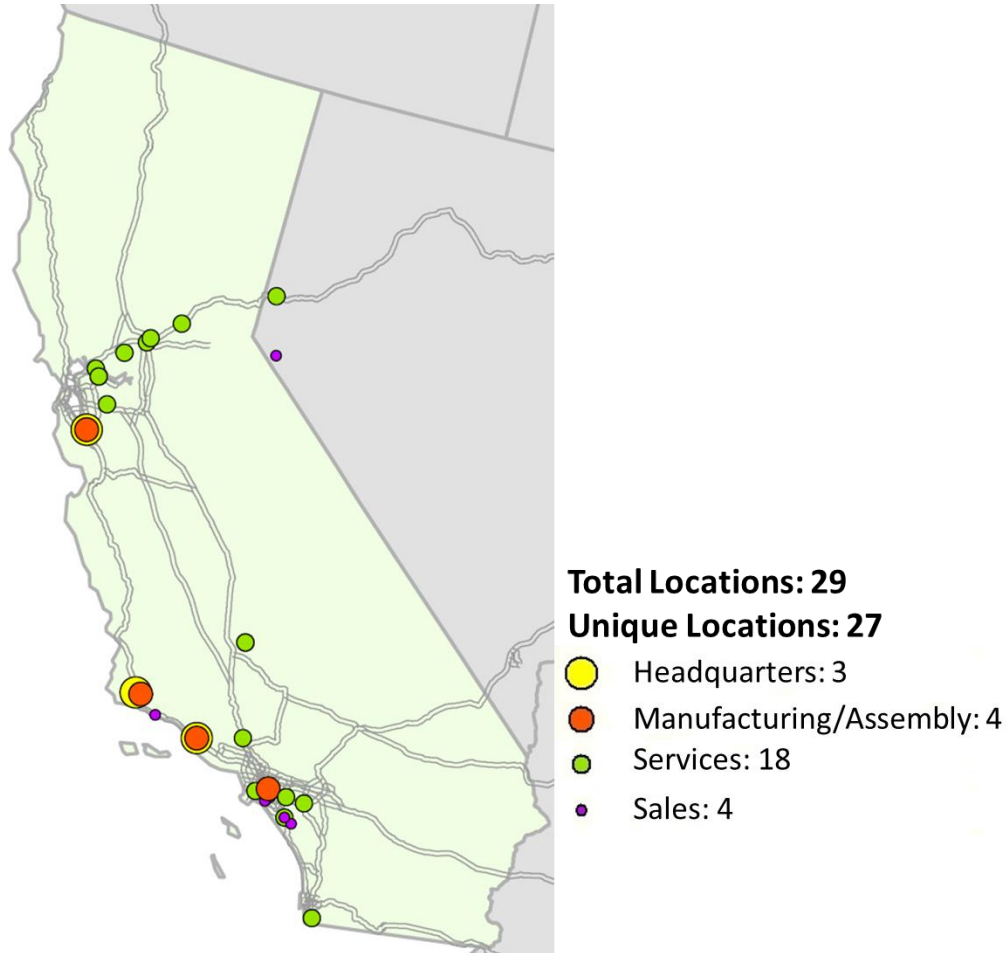 Total Locations: 29
Unique Locations: 27
Headquarters: 3
Manufacturing/Assembly: 4
Services: 18
Sales: 4